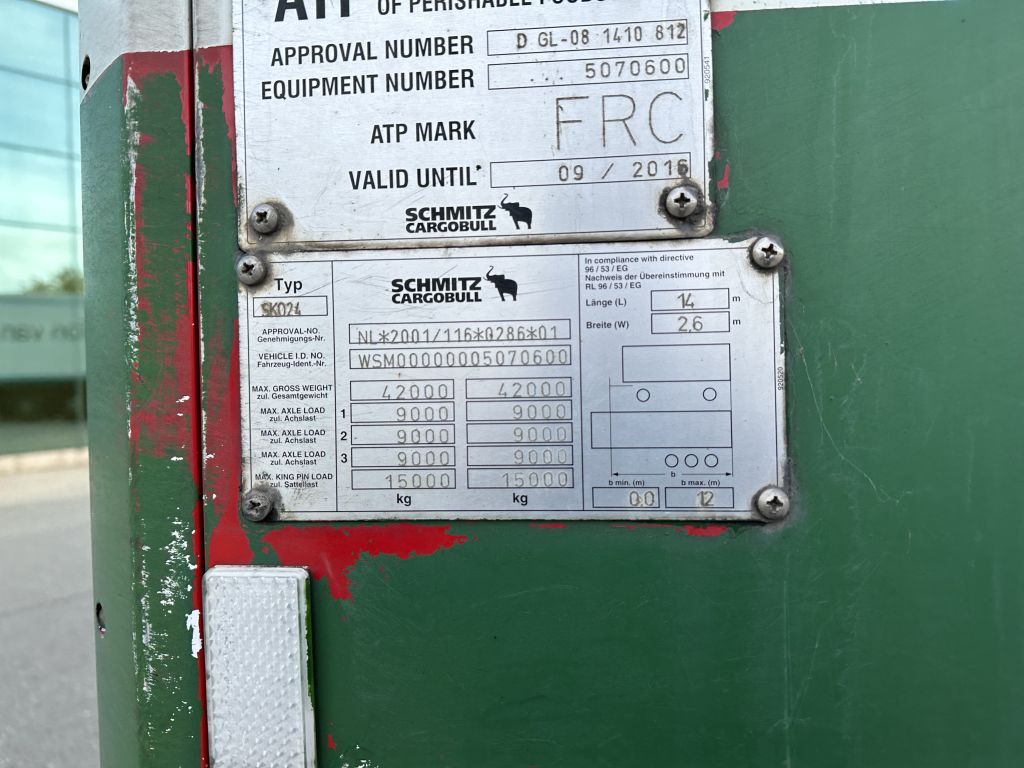 ATP OF PERISHABLE FOODS
APPROVAL NUMBER D GL-08 1410 812
EQUIPMENT NUMBER ... 5070600
ATP MARK FRC
VALID UNTIL 09 / 2016
SCHMITZ
CARGOBULL
920541
Typ
SKO24
SCHMITZ
CARGOBULL
APPROVAL-NO.
Genehmigungs-Nr.
NL*2001/116*0286*01
VEHICLE I.D. NO.
Fahrzeug-Ident.-Nr.
WSM00000005070600
MAX. GROSS WEIGHT
zul. Gesamtgewicht
42000 42000
MAX. AXLE LOAD
zul. Achslast
1 9000 9000
MAX. AXLE LOAD
zul. Achslast
2 9000 9000
MAX. AXLE LOAD
zul. Achslast
3 9000 9000
MAX. KING PIN LOAD
zul. Sattellast
15000 15000
kg kg
In compliance with directive
96 / 53 / EG
Nachweis der Übereinstimmung mit
RL 96 / 53 / EG
Länge (L) 14 m
Breite (W) 2,6 m
b
b min. (m) b max. (m)
0.0 12
920520